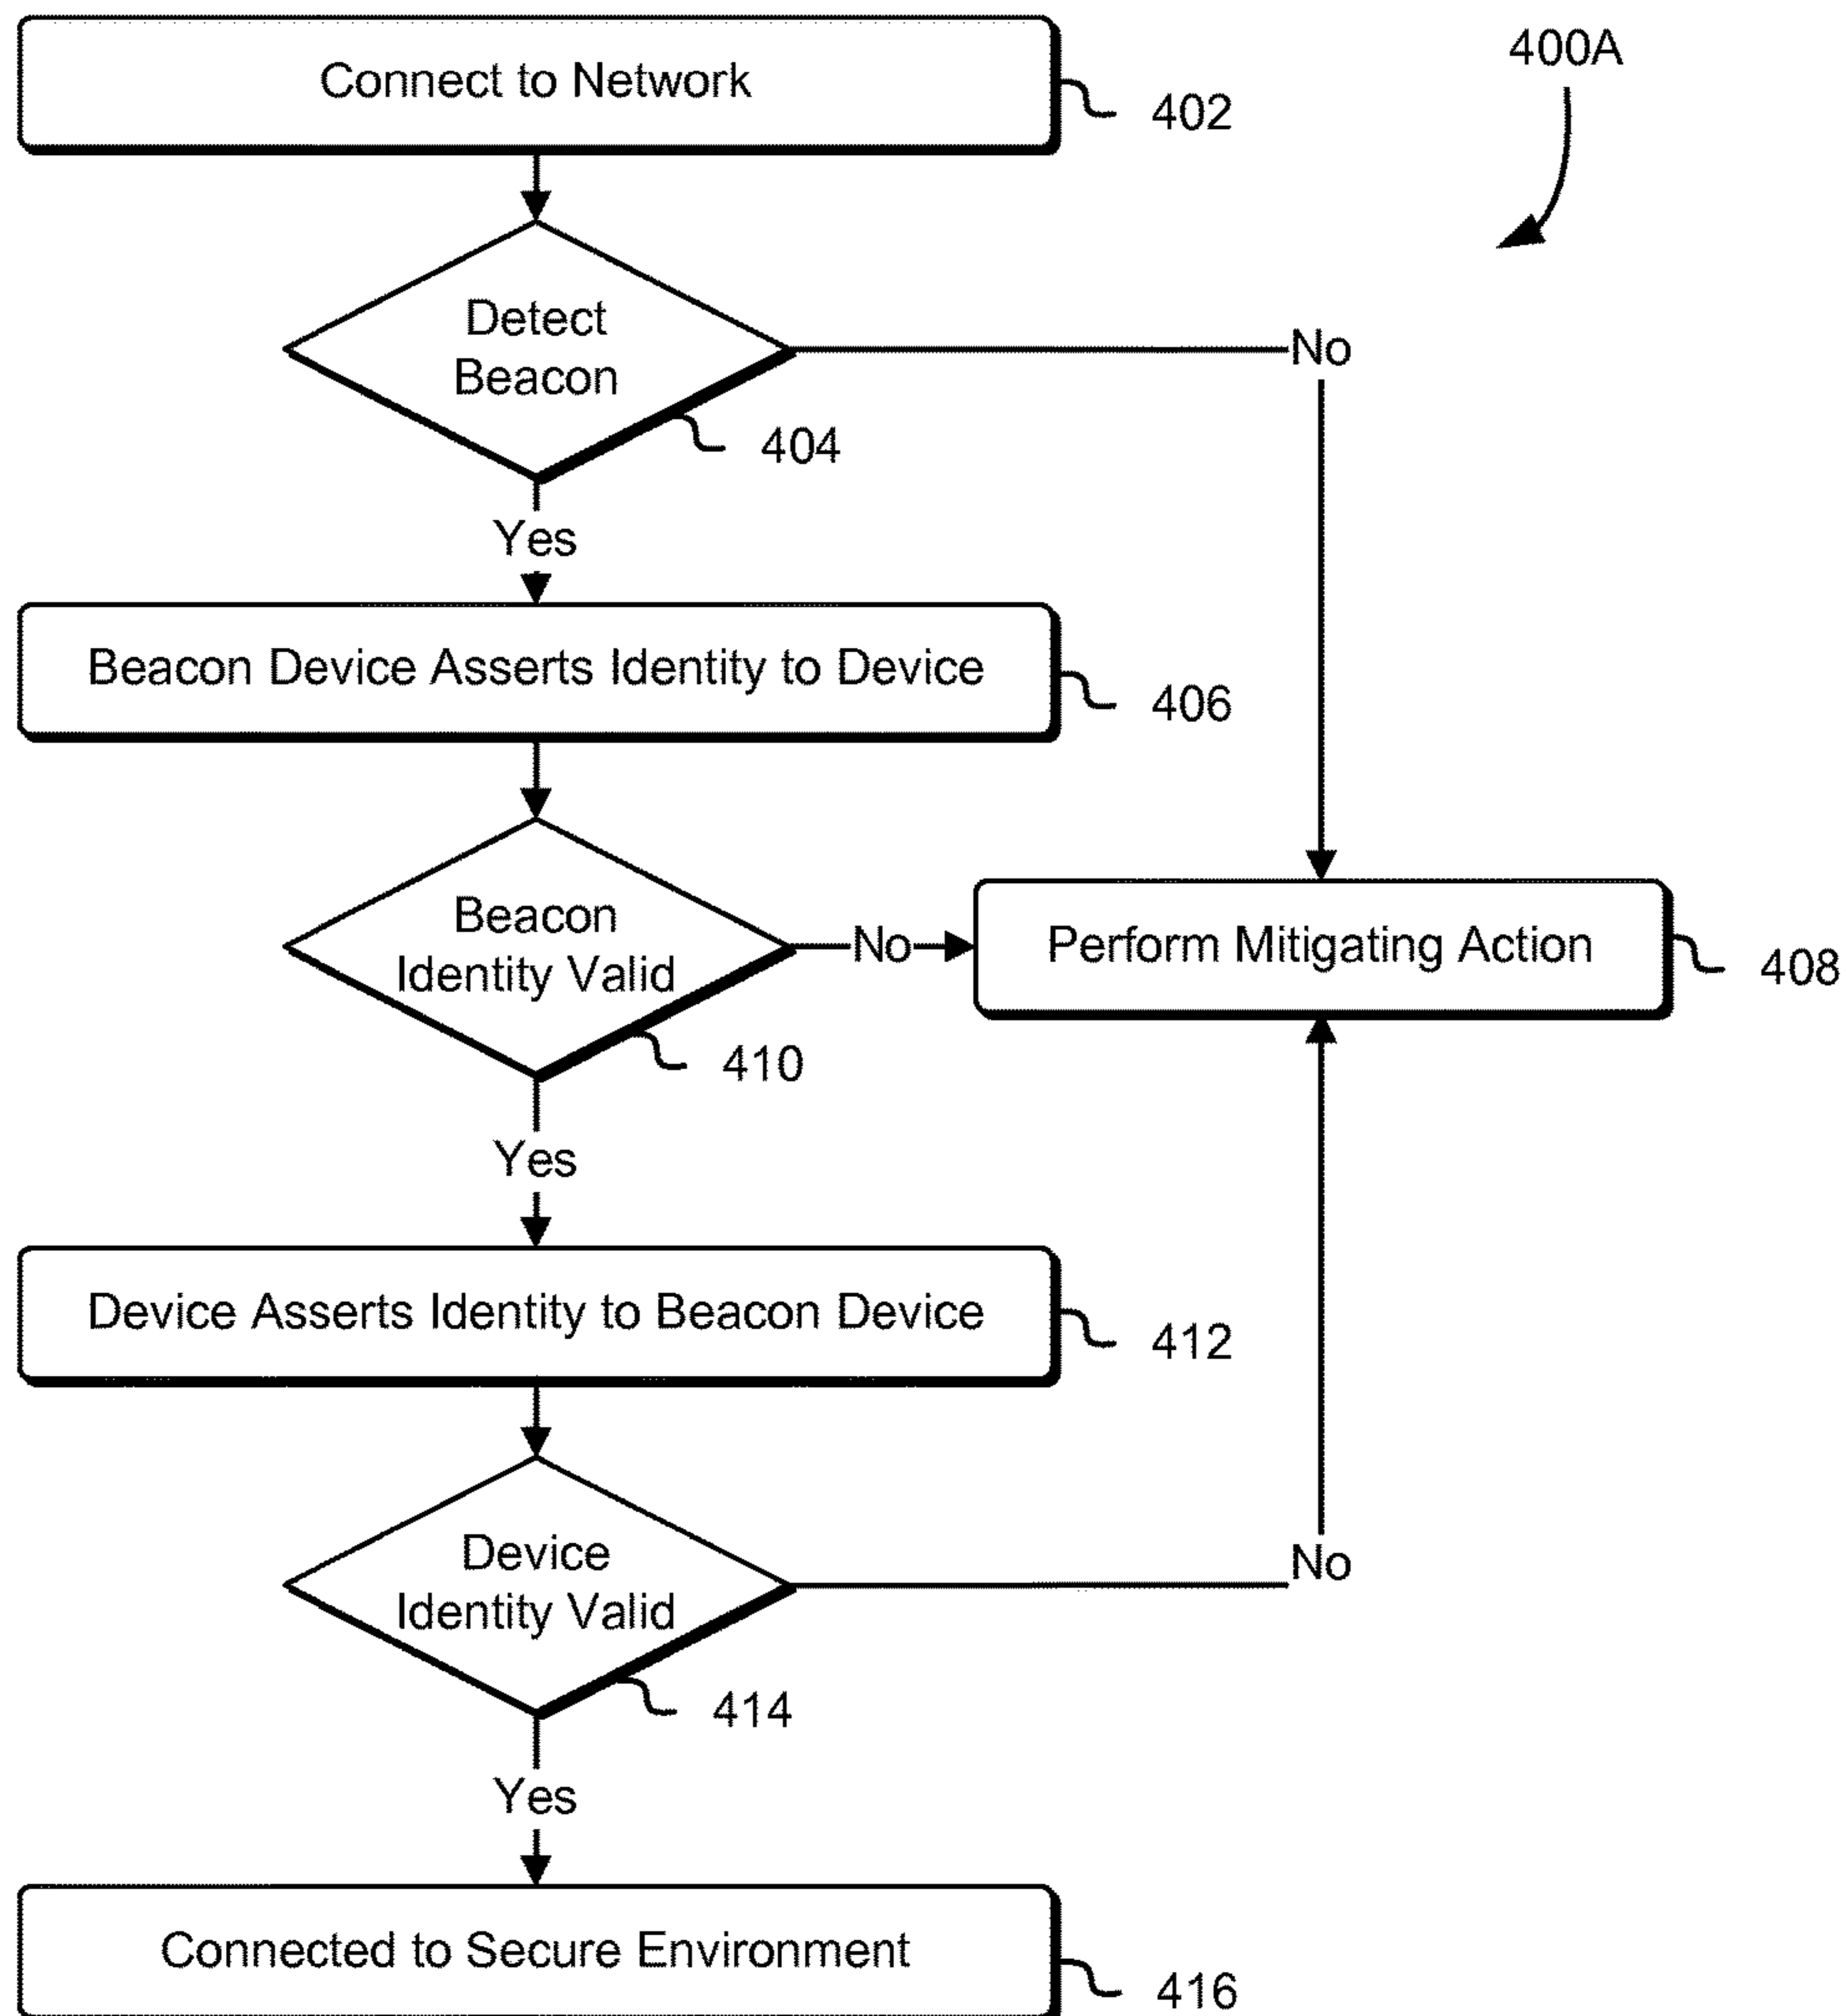 Connect to Network
402
400A
Detect
Beacon
No
404
Yes
Beacon Device Asserts Identity to Device
406
Beacon
Identity Valid
No
Perform Mitigating Action
408
410
Yes
Device Asserts Identity to Beacon Device
412
Device
Identity Valid
No
414
Yes
Connected to Secure Environment
416